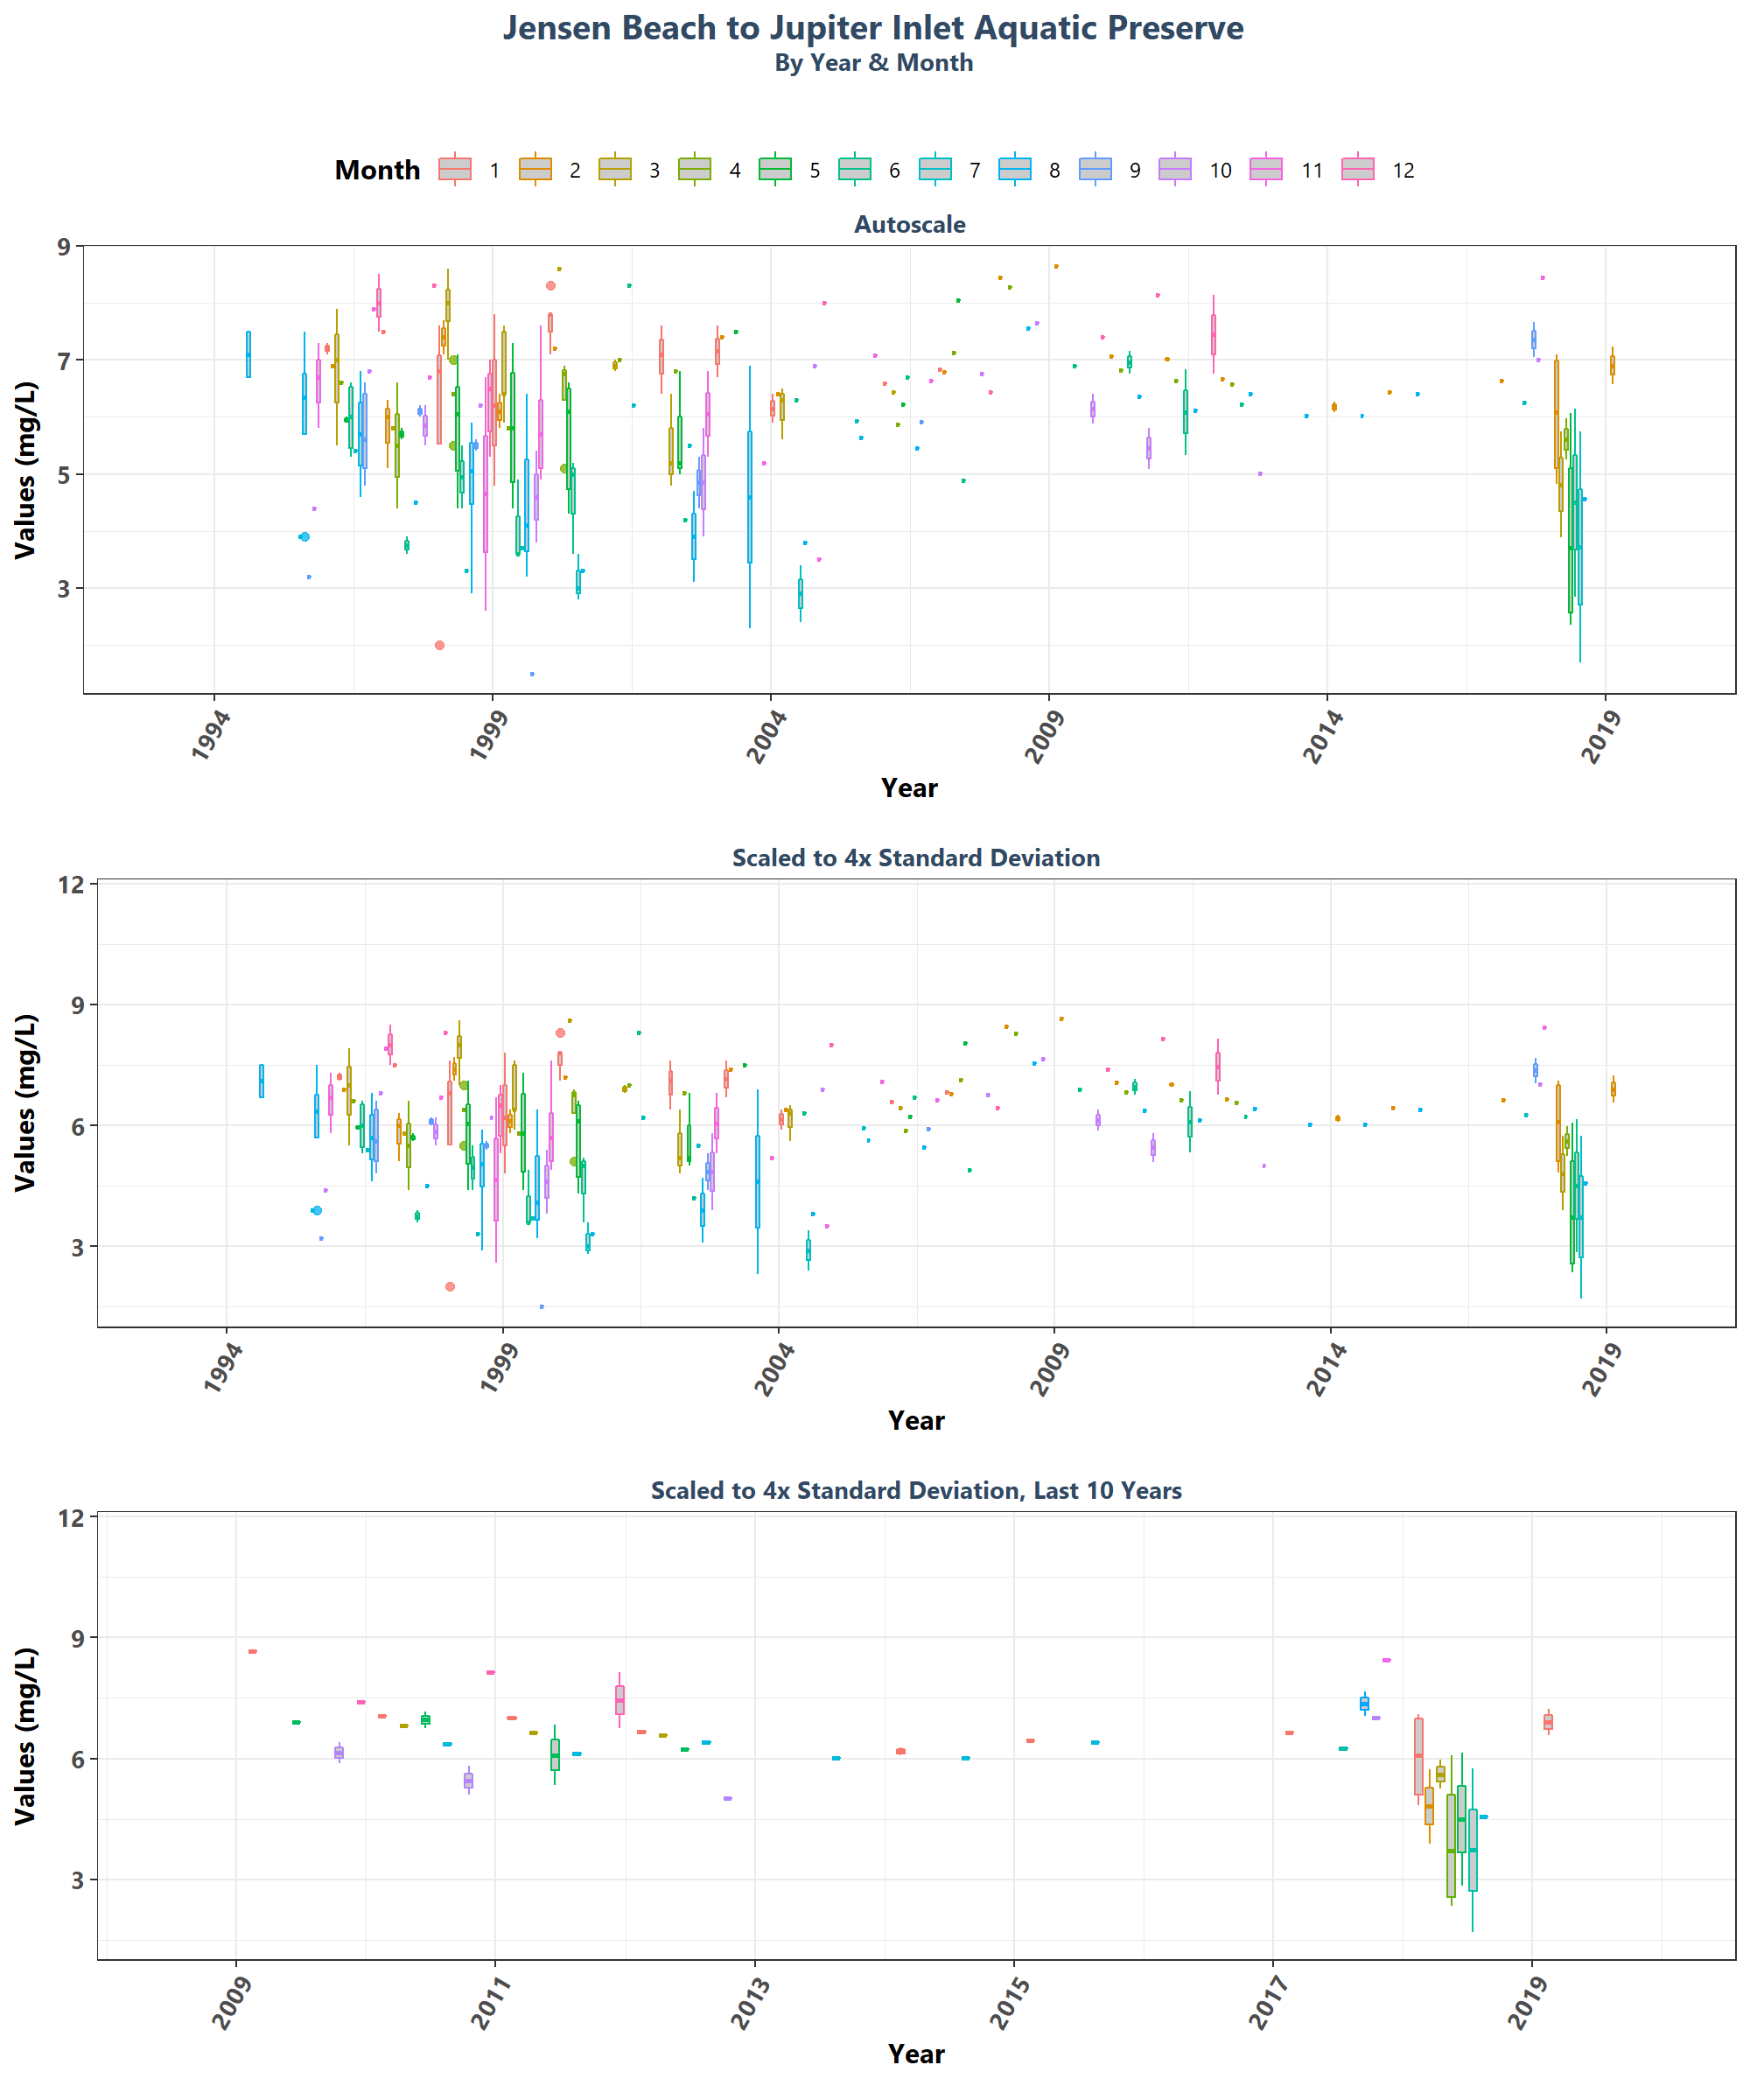 Jensen Beach to Jupiter Inlet Aquatic Preserve
By Year & Month
Month 1 2 3 4 5 6 7 8 9 10 11 12
Autoscale
Values (mg/L)
9
7
5
3
1994 1999 2004 2009 2014 2019
Year
Scaled to 4x Standard Deviation
Values (mg/L)
12
9
6
3
1994 1999 2004 2009 2014 2019
Year
Scaled to 4x Standard Deviation, Last 10 Years
Values (mg/L)
12
9
6
3
2009 2011 2013 2015 2017 2019
Year